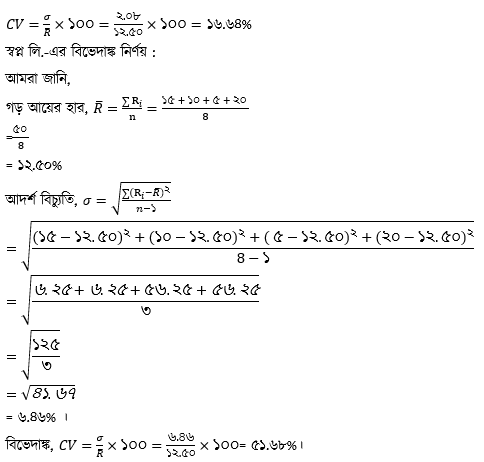 CV = σ/R̄ × ১০০ = ২.০৮/১২.৫০ × ১০০ = ১৬.৬৪%
স্বপ্ন লি.-এর বিভেদাঙ্ক নির্ণয় :
আমরা জানি,
গড় আয়ের হার, R̄ = ∑Rᵢ/n = ১৫+১০+৫+২০/৪
=৫০/৪
= ১২.৫০%
আদর্শ বিচ্যুতি, σ = √(∑(Rᵢ−R̄)²/n−১)
= √((১৫ − ১২.৫০)² + (১০ − ১২.৫০)² + ( ৫ − ১২.৫০)² + (২০ − ১২.৫০)²/৪ − ১)
= √(৬.২৫ + ৬.২৫ + ৫৬.২৫ + ৫৬.২৫/৩)
= √(১২৫/৩)
= √৪১.৬৭
= ৬.৪৬% ।
বিভেদাঙ্ক, CV = σ/R̄ × ১০০ = ৬.৪৬/১২.৫০ × ১০০= ৫১.৬৮%।